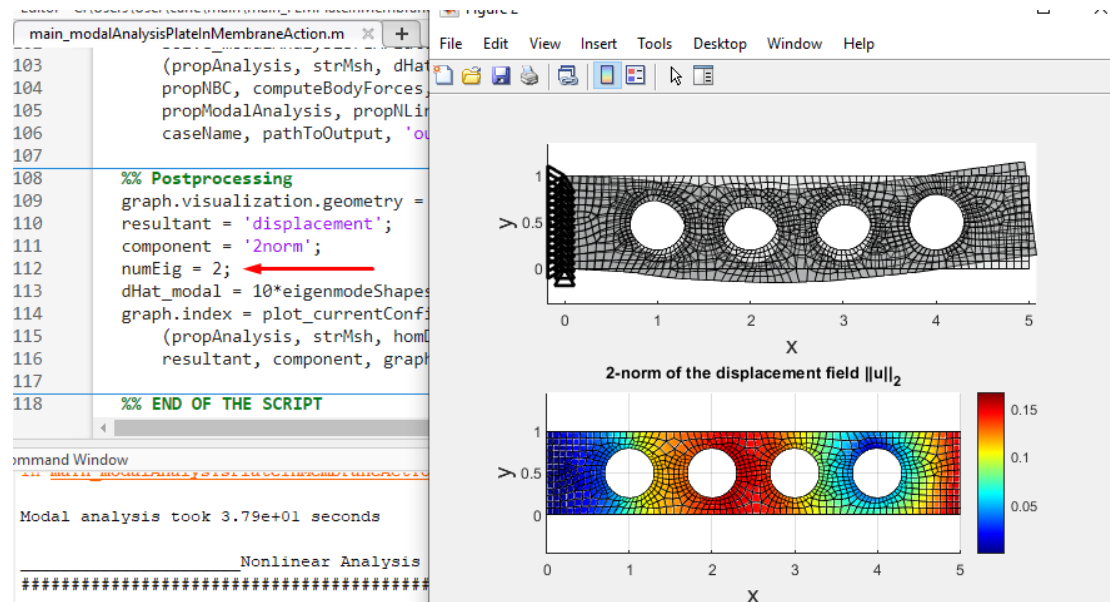 main_modalAnalysisPlateInMembraneAction.m
103 (propAnalysis, strMsh, dHat
104 propNBC, computeBodyForces,
105 propModalAnalysis, propNLin
106 caseName, pathToOutput, 'ou
107
108 %% Postprocessing
109 graph.visualization.geometry =
110 resultant = 'displacement';
111 component = '2norm';
112 numEig = 2;
113 dHat_modal = 10*eigenmodeShapes
114 graph.index = plot_currentConfi
115 (propAnalysis, strMsh, homD
116 resultant, component, graph
117
118 %% END OF THE SCRIPT
ommand Window
in main_modalAnalysisPlateInMembraneActio
Modal analysis took 3.79e+01 seconds
Nonlinear Analysis
##########################################
Figure 2
File Edit View Insert Tools Desktop Window Help
1
0.5
0
y
0 1 2 3 4 5
x
2-norm of the displacement field ||u||2
1
0.5
0
y
0 1 2 3 4 5
x
0.15
0.1
0.05